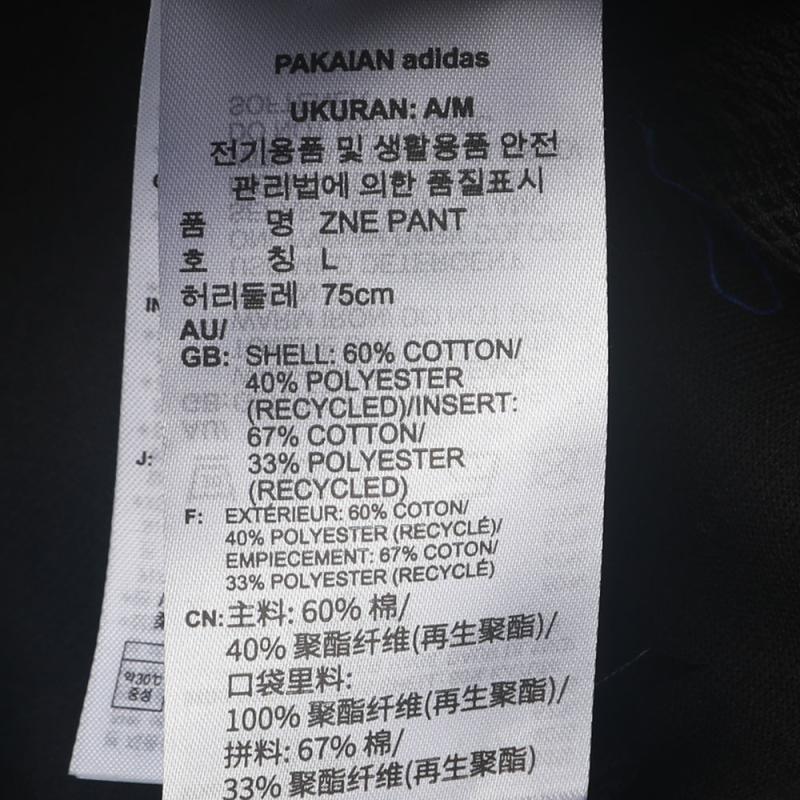 PAKAIAN adidas
UKURAN: A/M
전기용품 및 생활용품 안전
관리법에 의한 품질표시
품 명 ZNE PANT
호 칭 L
허리둘레 75cm
AU/
GB: SHELL: 60% COTTON/
40% POLYESTER
(RECYCLED)/INSERT:
67% COTTON/
33% POLYESTER
(RECYCLED)
F: EXTÉRIEUR: 60% COTON/
40% POLYESTER (RECYCLÉ)/
EMPIECEMENT: 67% COTON/
33% POLYESTER (RECYCLÉ)
CN: 主料: 60% 棉/
40% 聚酯纤维(再生聚酯)/
口袋里料:
100% 聚酯纤维(再生聚酯)/
拼料: 67% 棉/
33% 聚酯纤维(再生聚酯)
J:
약30℃
중성